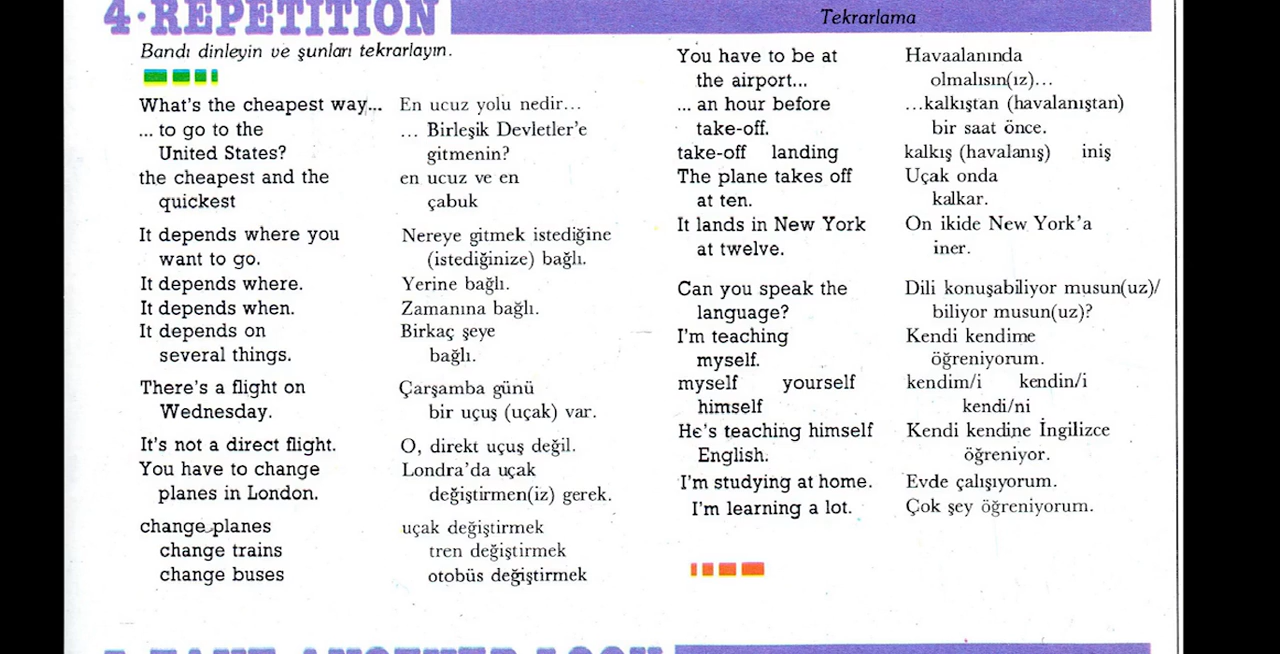 4·REPETITION
Tekrarlama
Bandı dinleyin ve şunları tekrarlayın.
What's the cheapest way... En ucuz yolu nedir...
... to go to the ... Birleşik Devletler'e
United States? gitmenin?
the cheapest and the en ucuz ve en
quickest çabuk
It depends where you Nereye gitmek istediğine
want to go. (istediğinize) bağlı.
It depends where. Yerine bağlı.
It depends when. Zamanına bağlı.
It depends on Birkaç şeye
several things. bağlı.
There's a flight on Çarşamba günü
Wednesday. bir uçuş (uçak) var.
It's not a direct flight. O, direkt uçuş değil.
You have to change Londra'da uçak
planes in London. değiştirmen(iz) gerek.
change planes uçak değiştirmek
change trains tren değiştirmek
change buses otobüs değiştirmek
You have to be at Havaalanında
the airport... olmalısın(ız)...
... an hour before ...kalkıştan (havalanıştan)
take-off. bir saat önce.
take-off landing kalkış (havalanış) iniş
The plane takes off Uçak onda
at ten. kalkar.
It lands in New York On ikide New York'a
at twelve. iner.
Can you speak the Dili konuşabiliyor musun(uz)/
language? biliyor musun(uz)?
I'm teaching Kendi kendime
myself. öğreniyorum.
myself yourself kendim/i kendin/i
himself kendi/ni
He's teaching himself Kendi kendine İngilizce
English. öğreniyor.
I'm studying at home. Evde çalışıyorum.
I'm learning a lot. Çok şey öğreniyorum.